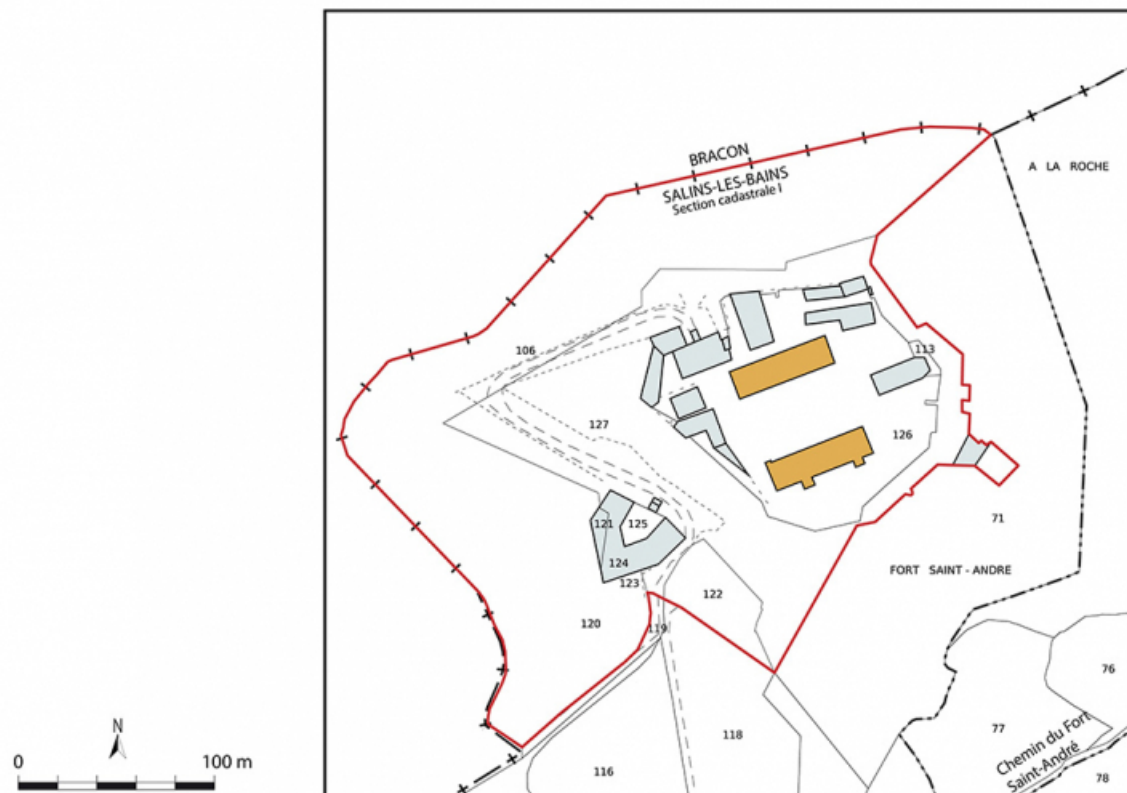 BRACON
SALINS-LES-BAINS
Section cadastrale I
A LA ROCHE
106
113
127
126
121
125
71
124
FORT SAINT-ANDRE
123
122
120
119
76
N
77
118
Chemin du Fort
Saint-André
0
100 m
116
78